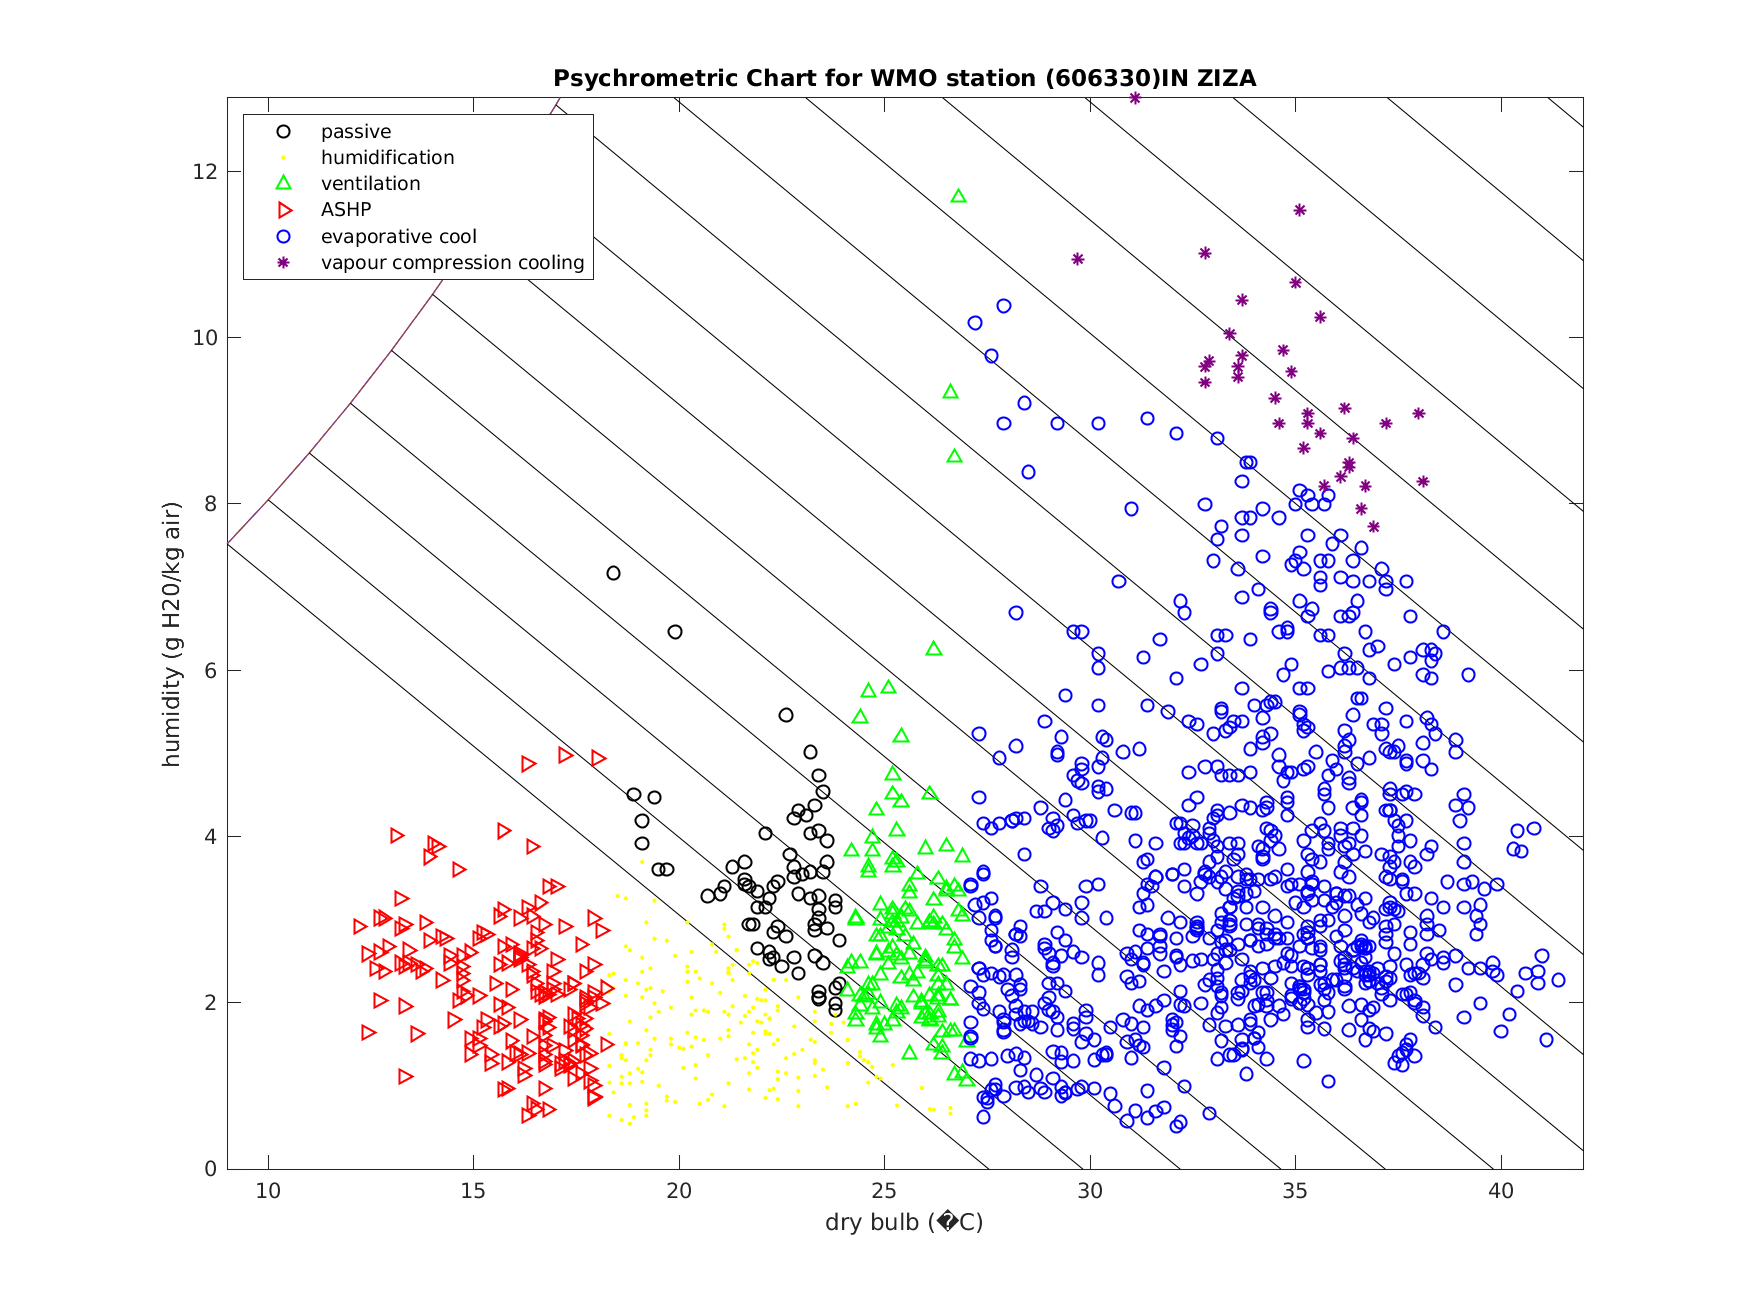 Psychrometric Chart for WMO station (606330)IN ZIZA
passive
humidification
ventilation
ASHP
evaporative cool
vapour compression cooling
humidity (g H20/kg air)
12
10
8
6
4
2
0
10 15 20 25 30 35 40
dry bulb (�C)